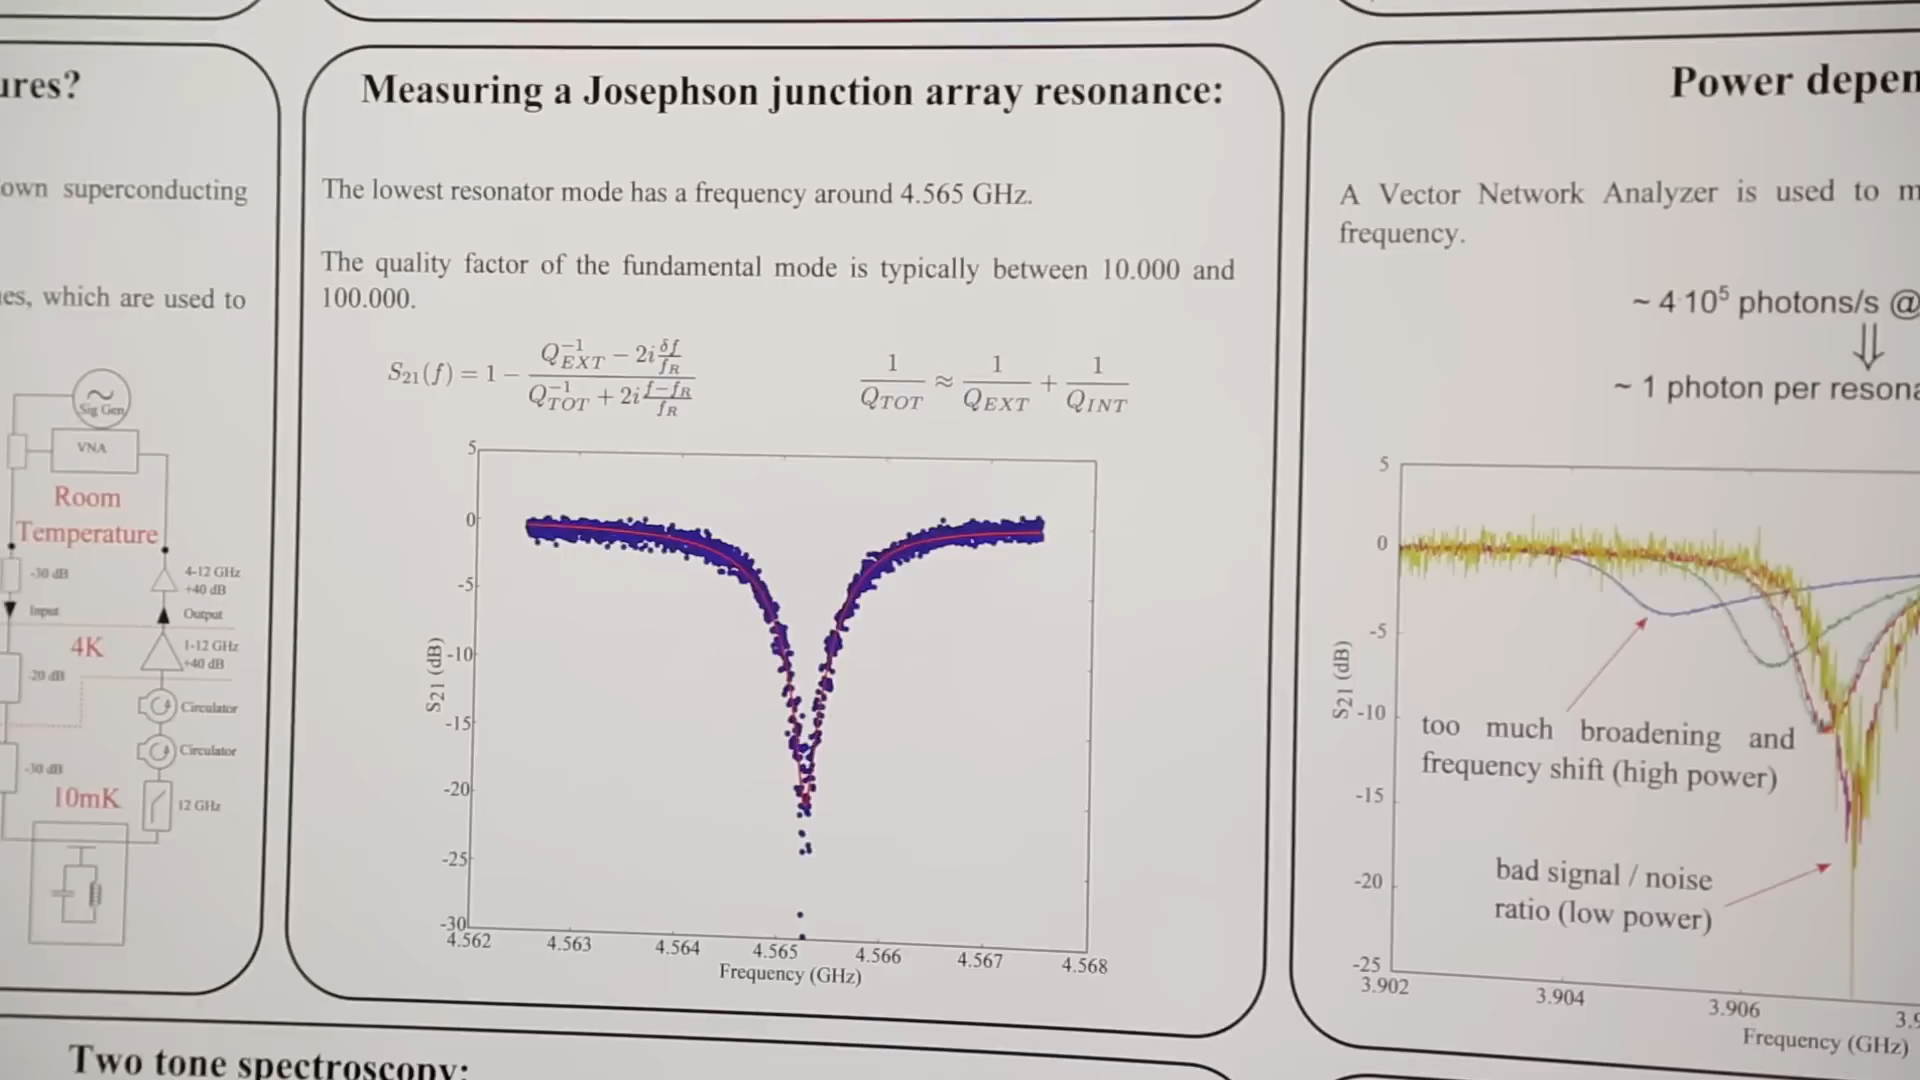 ures?
own superconducting
es, which are used to
Sig Gen
VNA
Room
Temperature
-30 dB
4-12 GHz
+40 dB
Input
Output
4K
1-12 GHz
+40 dB
-20 dB
Circulator
Circulator
-30 dB
10mK
12 GHz
Measuring a Josephson junction array resonance:
The lowest resonator mode has a frequency around 4.565 GHz.
The quality factor of the fundamental mode is typically between 10.000 and
100.000.
S₂₁(f) = 1 − (Q_EXT⁻¹ − 2i δf/f_R) / (Q_TOT⁻¹ + 2i (f−f_R)/f_R)
1/Q_TOT ≈ 1/Q_EXT + 1/Q_INT
5
0
-5
-10
-15
-20
-25
-30
S₂₁ (dB)
4.562 4.563 4.564 4.565 4.566 4.567 4.568
Frequency (GHz)
Power depen
A Vector Network Analyzer is used to m
frequency.
~ 4·10⁵ photons/s @
⇓
~ 1 photon per resona
5
0
-5
-10
-15
-20
-25
S₂₁ (dB)
too much broadening and
frequency shift (high power)
bad signal / noise
ratio (low power)
3.902 3.904 3.906 3.9
Frequency (GHz)
Two tone spectroscopy: